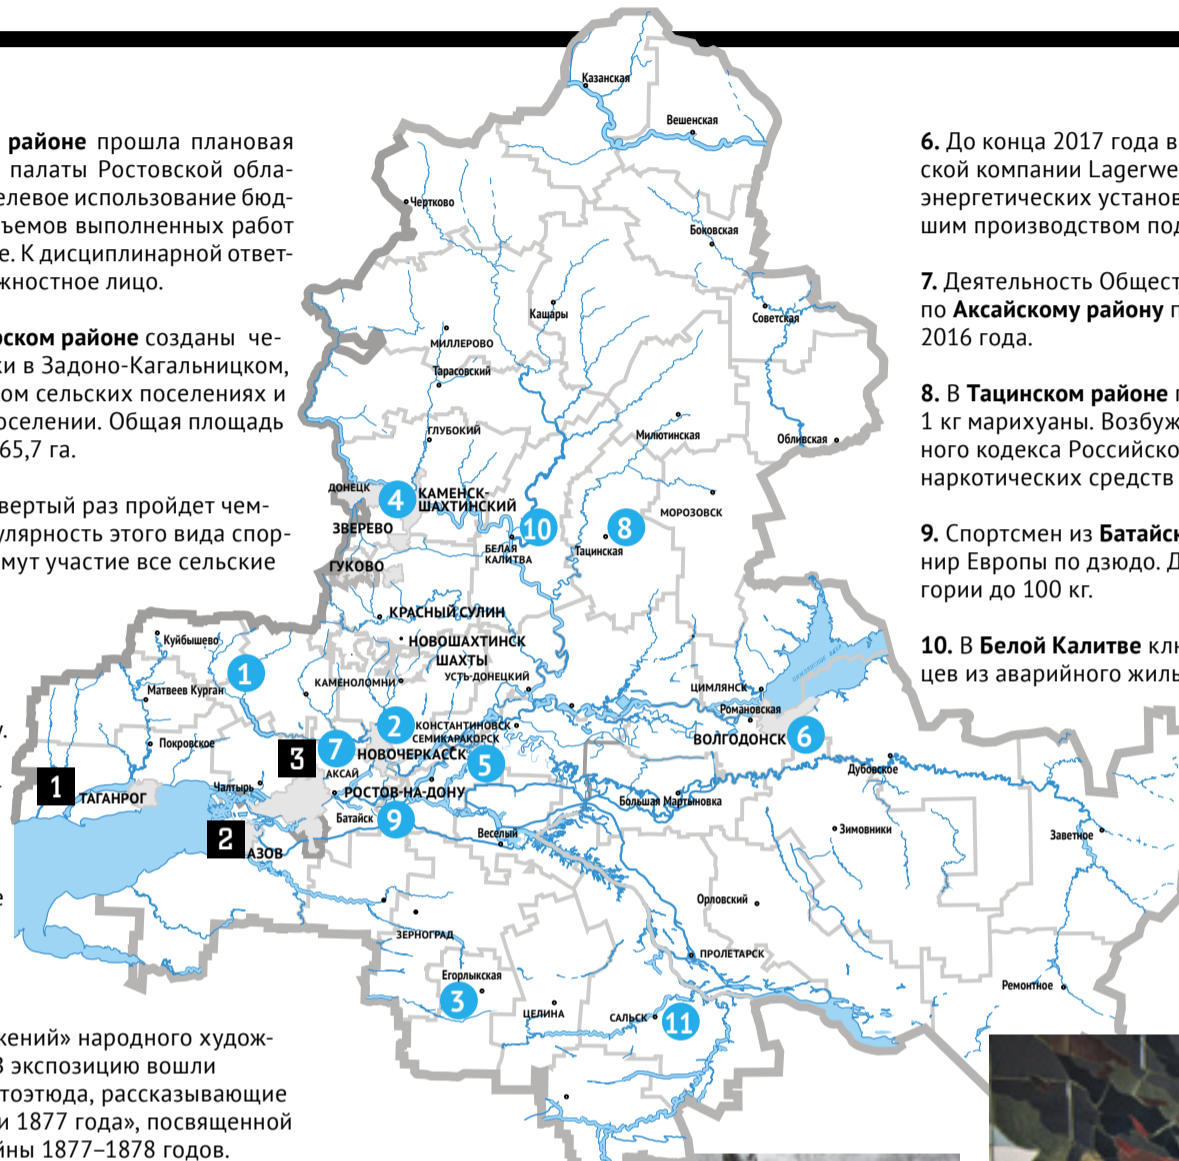 районе прошла плановая
палаты Ростовской обла-
елевое использование бюд-
ъемов выполненных работ
е. К дисциплинарной ответ-
жностное лицо.
рском районе созданы че-
ки в Задоно-Кагальницком,
ом сельских поселениях и
оселении. Общая площадь
65,7 га.
вертый раз пройдет чем-
улярность этого вида спор-
мут участие все сельские
у.
е
жений» народного худож-
В экспозицию вошли
тоэтюда, рассказывающие
и 1877 года», посвященной
йны 1877–1878 годов.
Казанская
Вешенская
Чертково
Боковская
Кашары
Советская
МИЛЛЕРОВО
Тарасовский
ГЛУБОКИЙ
Милютинская
Обливская
ДОНЕЦК
4
КАМЕНСК-
ШАХТИНСКИЙ
МОРОЗОВСК
ЗВЕРЕВО
10
8
БЕЛАЯ
КАЛИТВА
Тацинская
ГУКОВО
КРАСНЫЙ СУЛИН
Куйбышево
НОВОШАХТИНСК
1
ШАХТЫ
КАМЕНОЛОМНИ
УСТЬ-ДОНЕЦКИЙ
Матвеев Курган
ЦИМЛЯНСК
Романовская
2
КОНСТАНТИНОВСК
СЕМИКАРАКОРСК
ВОЛГОДОНСК
6
Покровское
3
7
НОВОЧЕРКАССК
5
АКСАЙ
Дубовское
1
ТАГАНРОГ
Чалтырь
РОСТОВ-НА-ДОНУ
Большая Мартыновка
Батайск
9
Веселый
Зимовники
Заветное
2
АЗОВ
Орловский
ЗЕРНОГРАД
ПРОЛЕТАРСК
Егорлыкская
3
ЦЕЛИНА
САЛЬСК
11
Ремонтное
6. До конца 2017 года в
ской компании Lagerwe
энергетических установ
шим производством под
7. Деятельность Общест
по Аксайскому району п
2016 года.
8. В Тацинском районе п
1 кг марихуаны. Возбуж
ного кодекса Российско
наркотических средств
9. Спортсмен из Батайск
нир Европы по дзюдо. Д
гории до 100 кг.
10. В Белой Калитве клю
цев из аварийного жиль